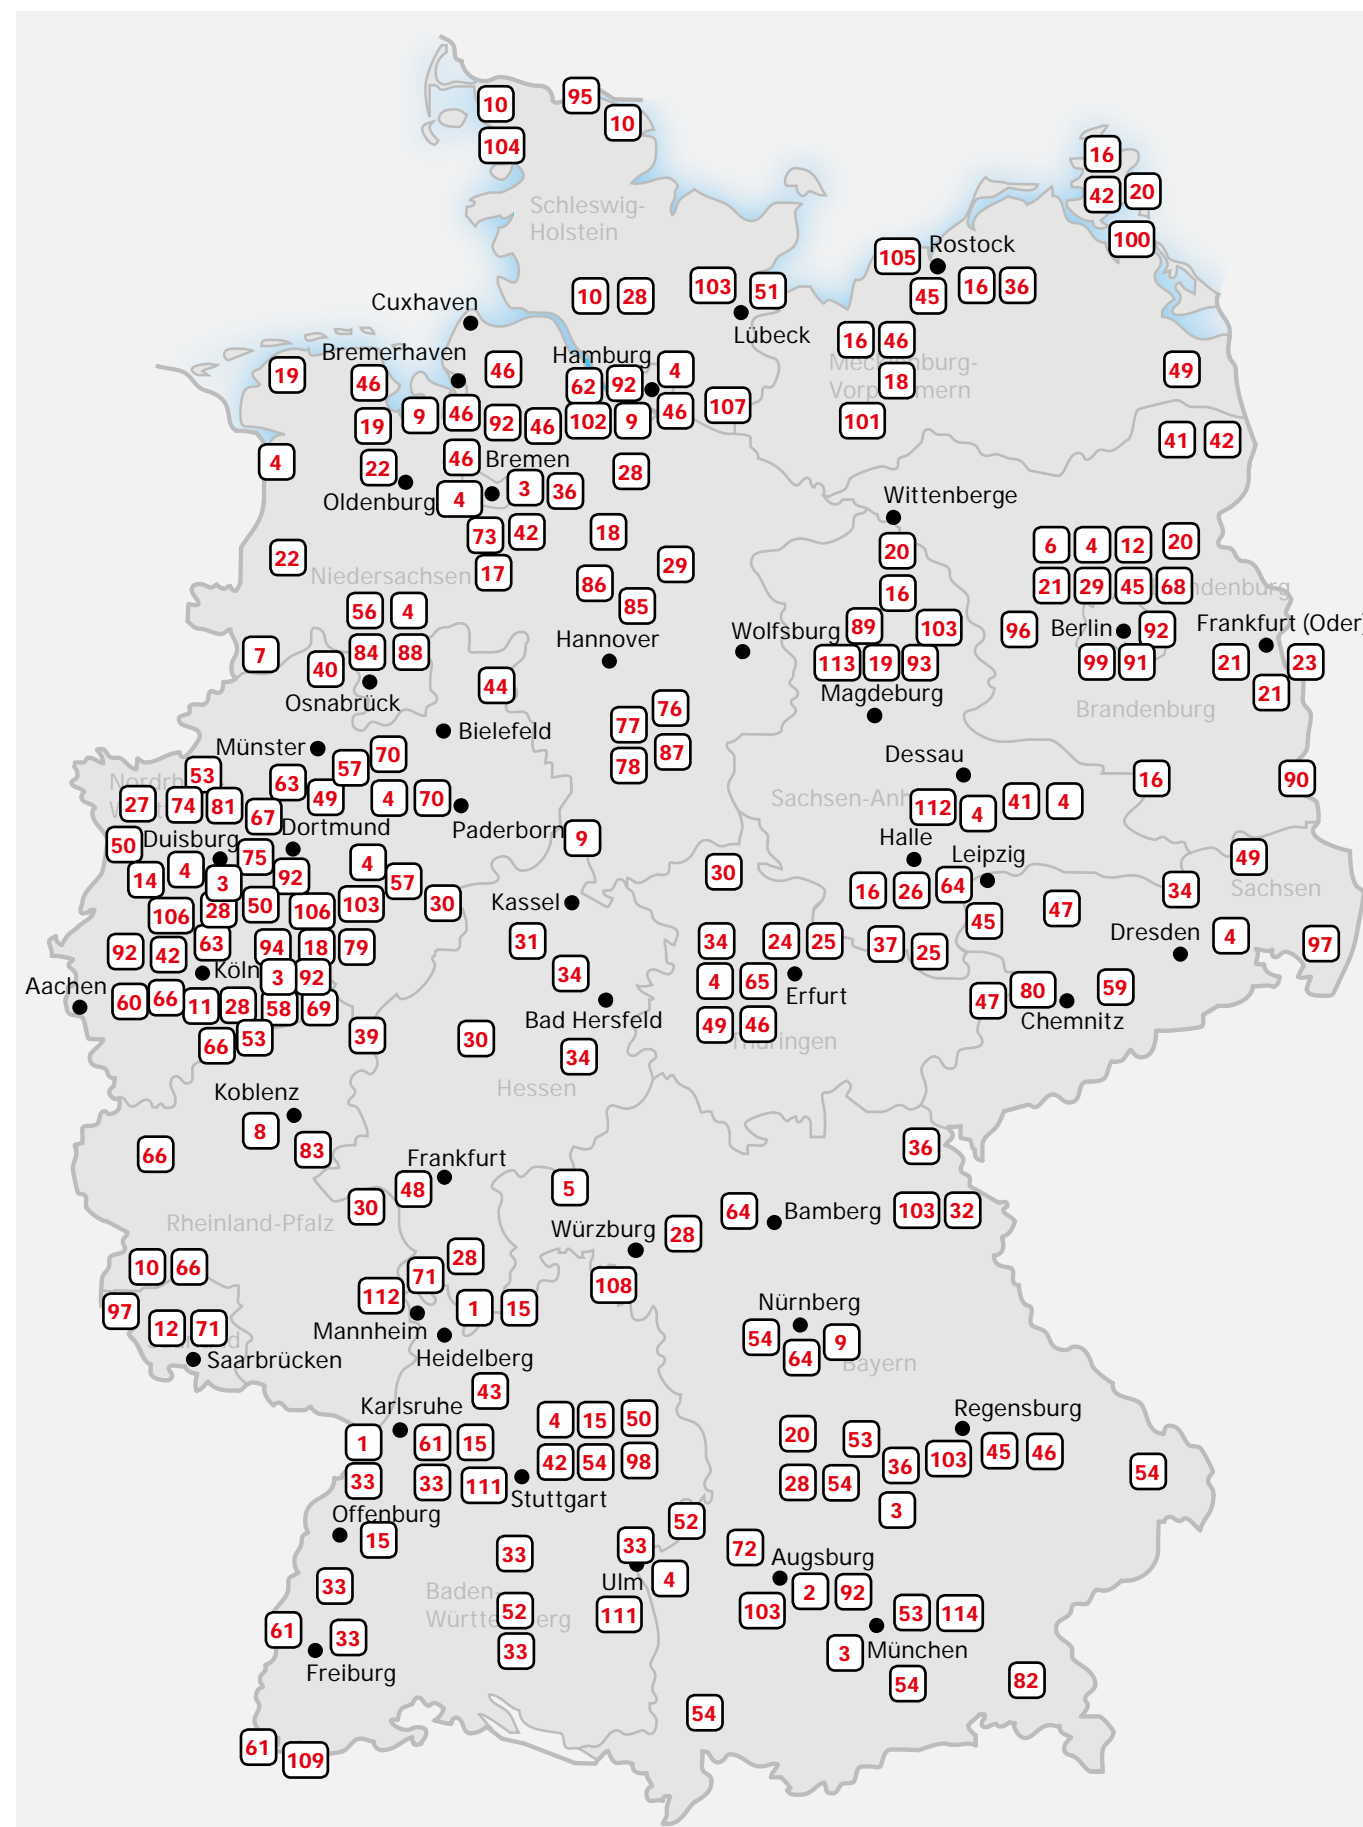 95
10
10
104
16
42 20
100
Schleswig-
Holstein
Rostock
105
45 16 36
10 28
103 51
Lübeck
Cuxhaven
16 46
Mecklenburg-
Vorpommern
18
101
Bremerhaven
Hamburg
19
46
46
62 92 4
49
19
9 46 92 46 102 9 46 107
41 42
4
22
46 Bremen
28
Oldenburg
4 3 36
Wittenberge
73 42 18
20
6 4 12 20
22
Niedersachsen
17
86
29
85
16
21 29 45 68
Brandenburg
56 4
Hannover
Wolfsburg
89 103
96 Berlin 92
Frankfurt (Oder)
7
40 84 88
113 19 93
99 91
21 23
21
Osnabrück
44
Magdeburg
Brandenburg
76
77
87
78
Bielefeld
Münster
70
57
Dessau
53
63
49
4 70
16
90
27 74 81 67
Sachsen-Anh
112 4 41 4
Dortmund
Paderborn
9
50 Duisburg
75
92
4
57
Halle
Leipzig
49
14 4 3
30
16 26 64
34
Sachsen
106 28 50 106 103 30
Kassel
45
47
92 42 63 94 18 79
31
34
24 25
37 25
Dresden
4
97
Köln 3 92
34
4 65
Erfurt
Aachen
60 66 11 28 58 69
Bad Hersfeld
47 80 59
Chemnitz
66 53
39
30
34
49 46
Thüringen
Hessen
Koblenz
8
83
66
36
Frankfurt
48
30
5
64
Bamberg
103 32
Rheinland-Pfalz
Würzburg
28
10 66
28
71
112
108
97
12 71
1 15
Nürnberg
Mannheim
54 64 9
Bayern
Saarbrücken
Heidelberg
43
Karlsruhe
4 15 50
Regensburg
1
61 15
20
53
36 103 45 46
42 54 98
33
33 111
Stuttgart
28 54
54
3
Offenburg
15
52
33
33
72
Augsburg
Ulm
4
33
Baden-
Württemberg
52
111
103 2 92
53 114
61
33
33
3
München
Freiburg
54
82
54
61
109